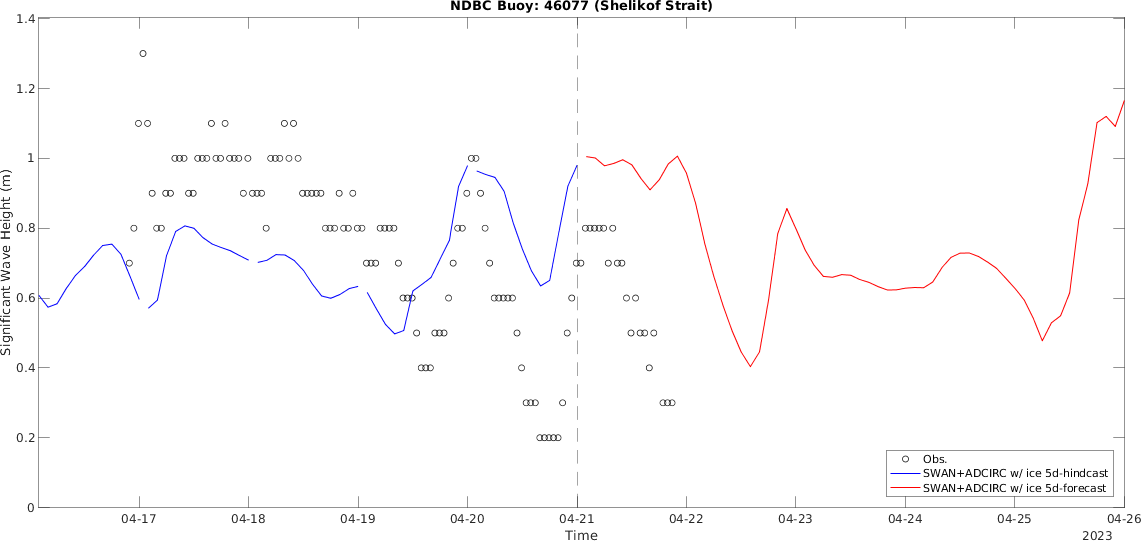 NDBC Buoy: 46077 (Shelikof Strait)
1.4
1.2
1
0.8
0.6
0.4
0.2
0
Significant Wave Height (m)
Obs.
SWAN+ADCIRC w/ ice 5d-hindcast
SWAN+ADCIRC w/ ice 5d-forecast
04-17 04-18 04-19 04-20 04-21 04-22 04-23 04-24 04-25 04-26
Time
2023